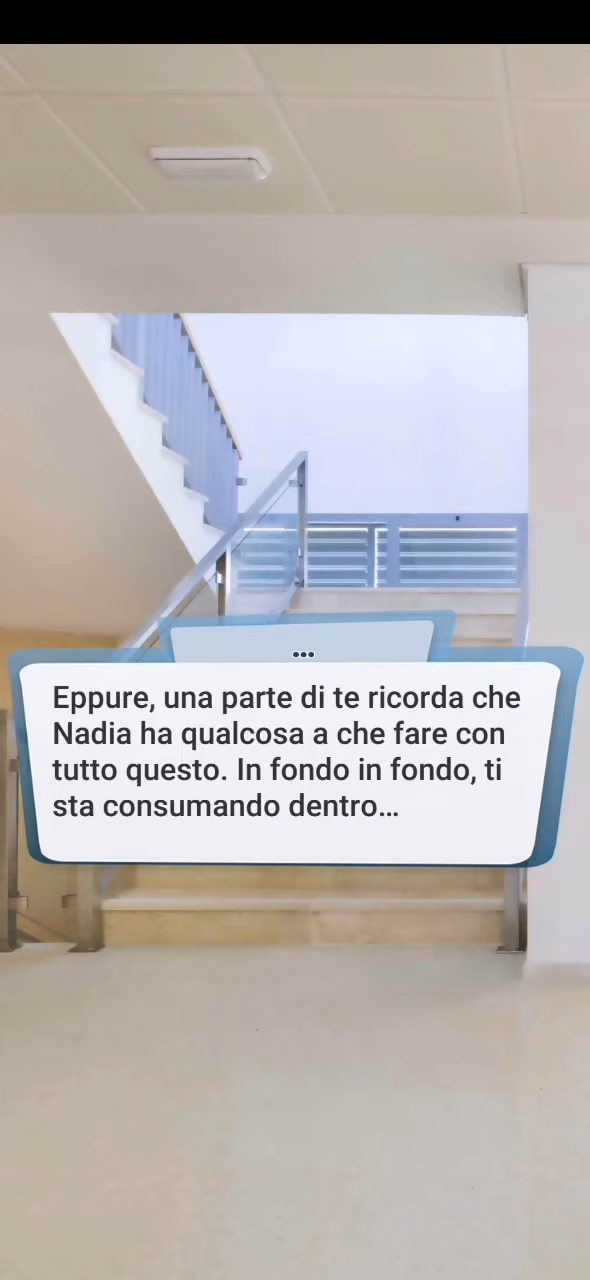 ...
Eppure, una parte di te ricorda che
Nadia ha qualcosa a che fare con
tutto questo. In fondo in fondo, ti
sta consumando dentro...